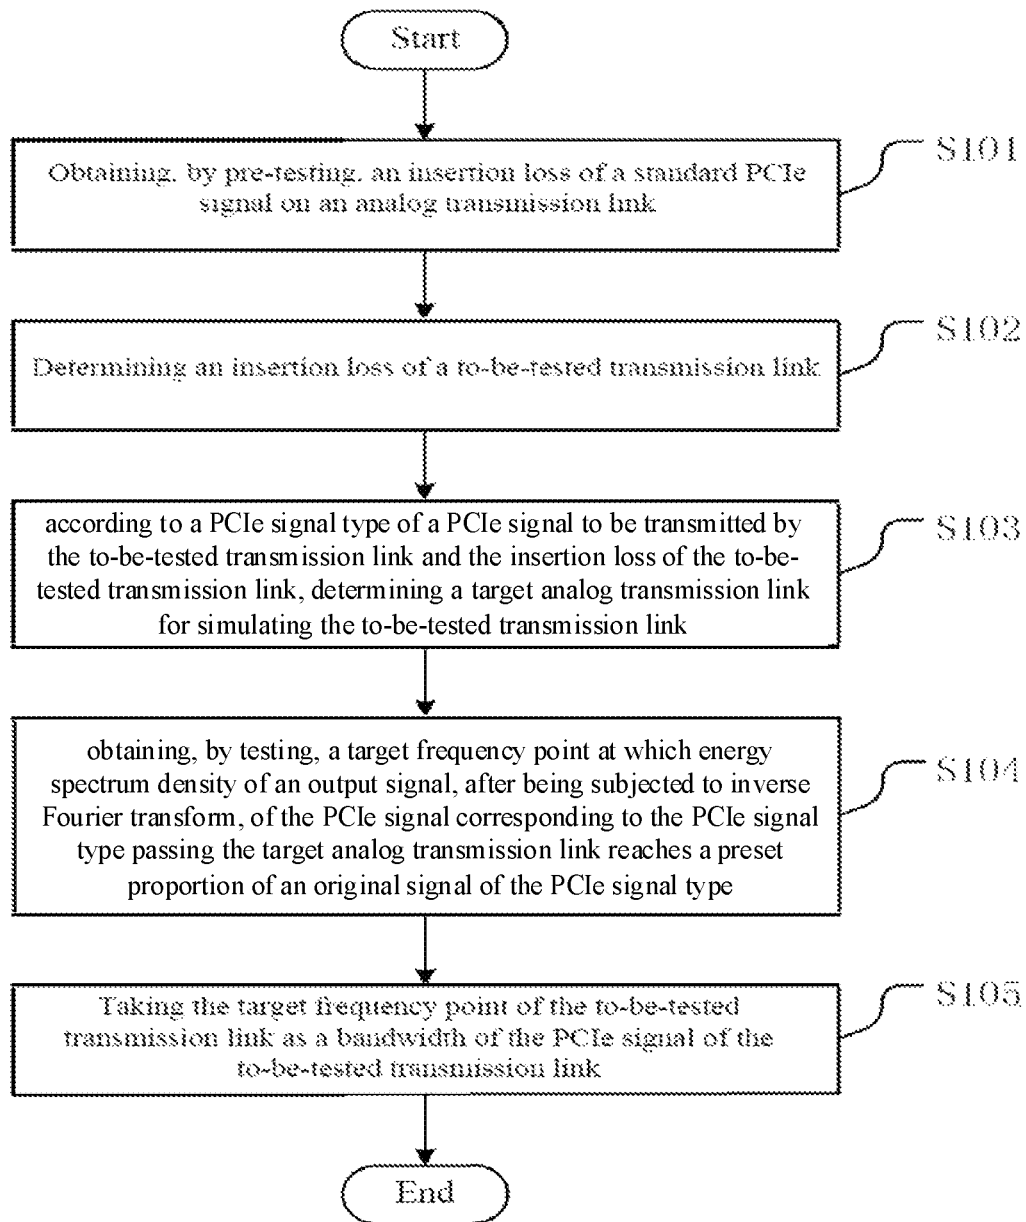 Start
Obtaining, by pre-testing, an insertion loss of a standard PCIe
signal on an analog transmission link
S101
Determining an insertion loss of a to-be-tested transmission link
S102
according to a PCIe signal type of a PCIe signal to be transmitted by
the to-be-tested transmission link and the insertion loss of the to-be-
tested transmission link, determining a target analog transmission link
for simulating the to-be-tested transmission link
S103
obtaining, by testing, a target frequency point at which energy
spectrum density of an output signal, after being subjected to inverse
Fourier transform, of the PCIe signal corresponding to the PCIe signal
type passing the target analog transmission link reaches a preset
proportion of an original signal of the PCIe signal type
S104
Taking the target frequency point of the to-be-tested
transmission link as a bandwidth of the PCIe signal of the
to-be-tested transmission link
S105
End